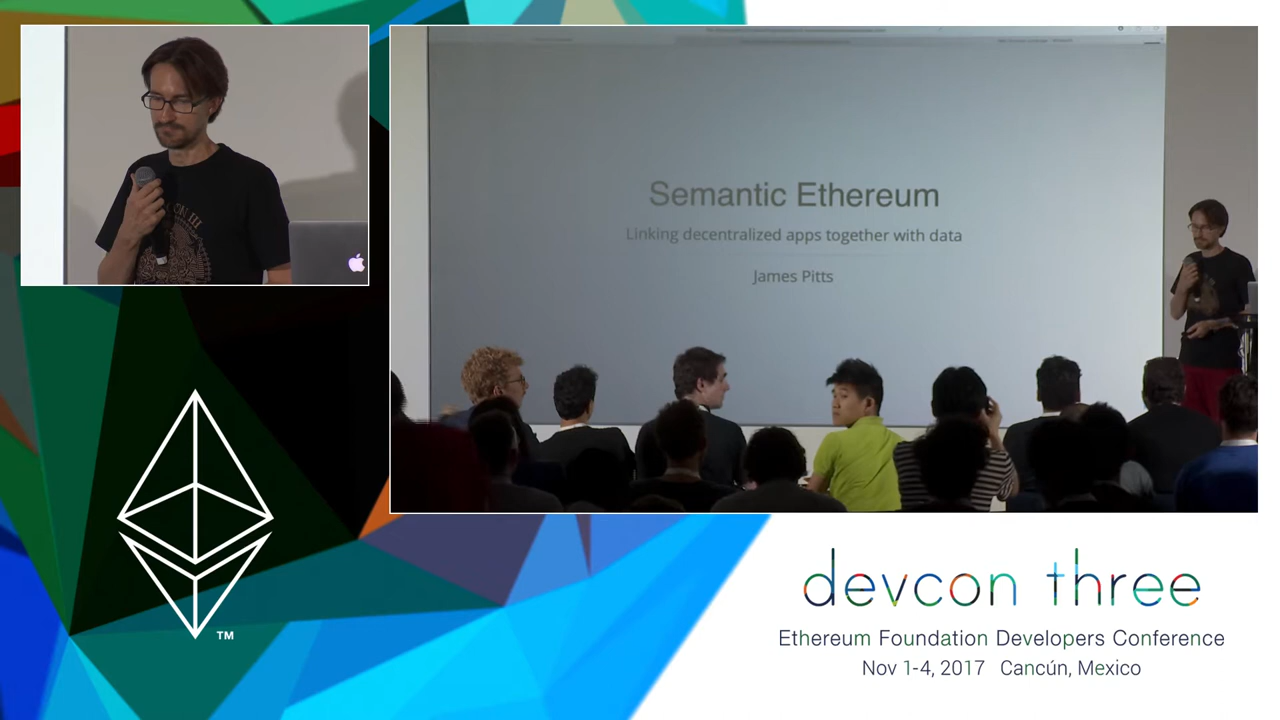 Semantic Ethereum
Linking decentralized apps together with data
James Pitts
TM
devcon three
Ethereum Foundation Developers Conference
Nov 1-4, 2017 Cancún, Mexico